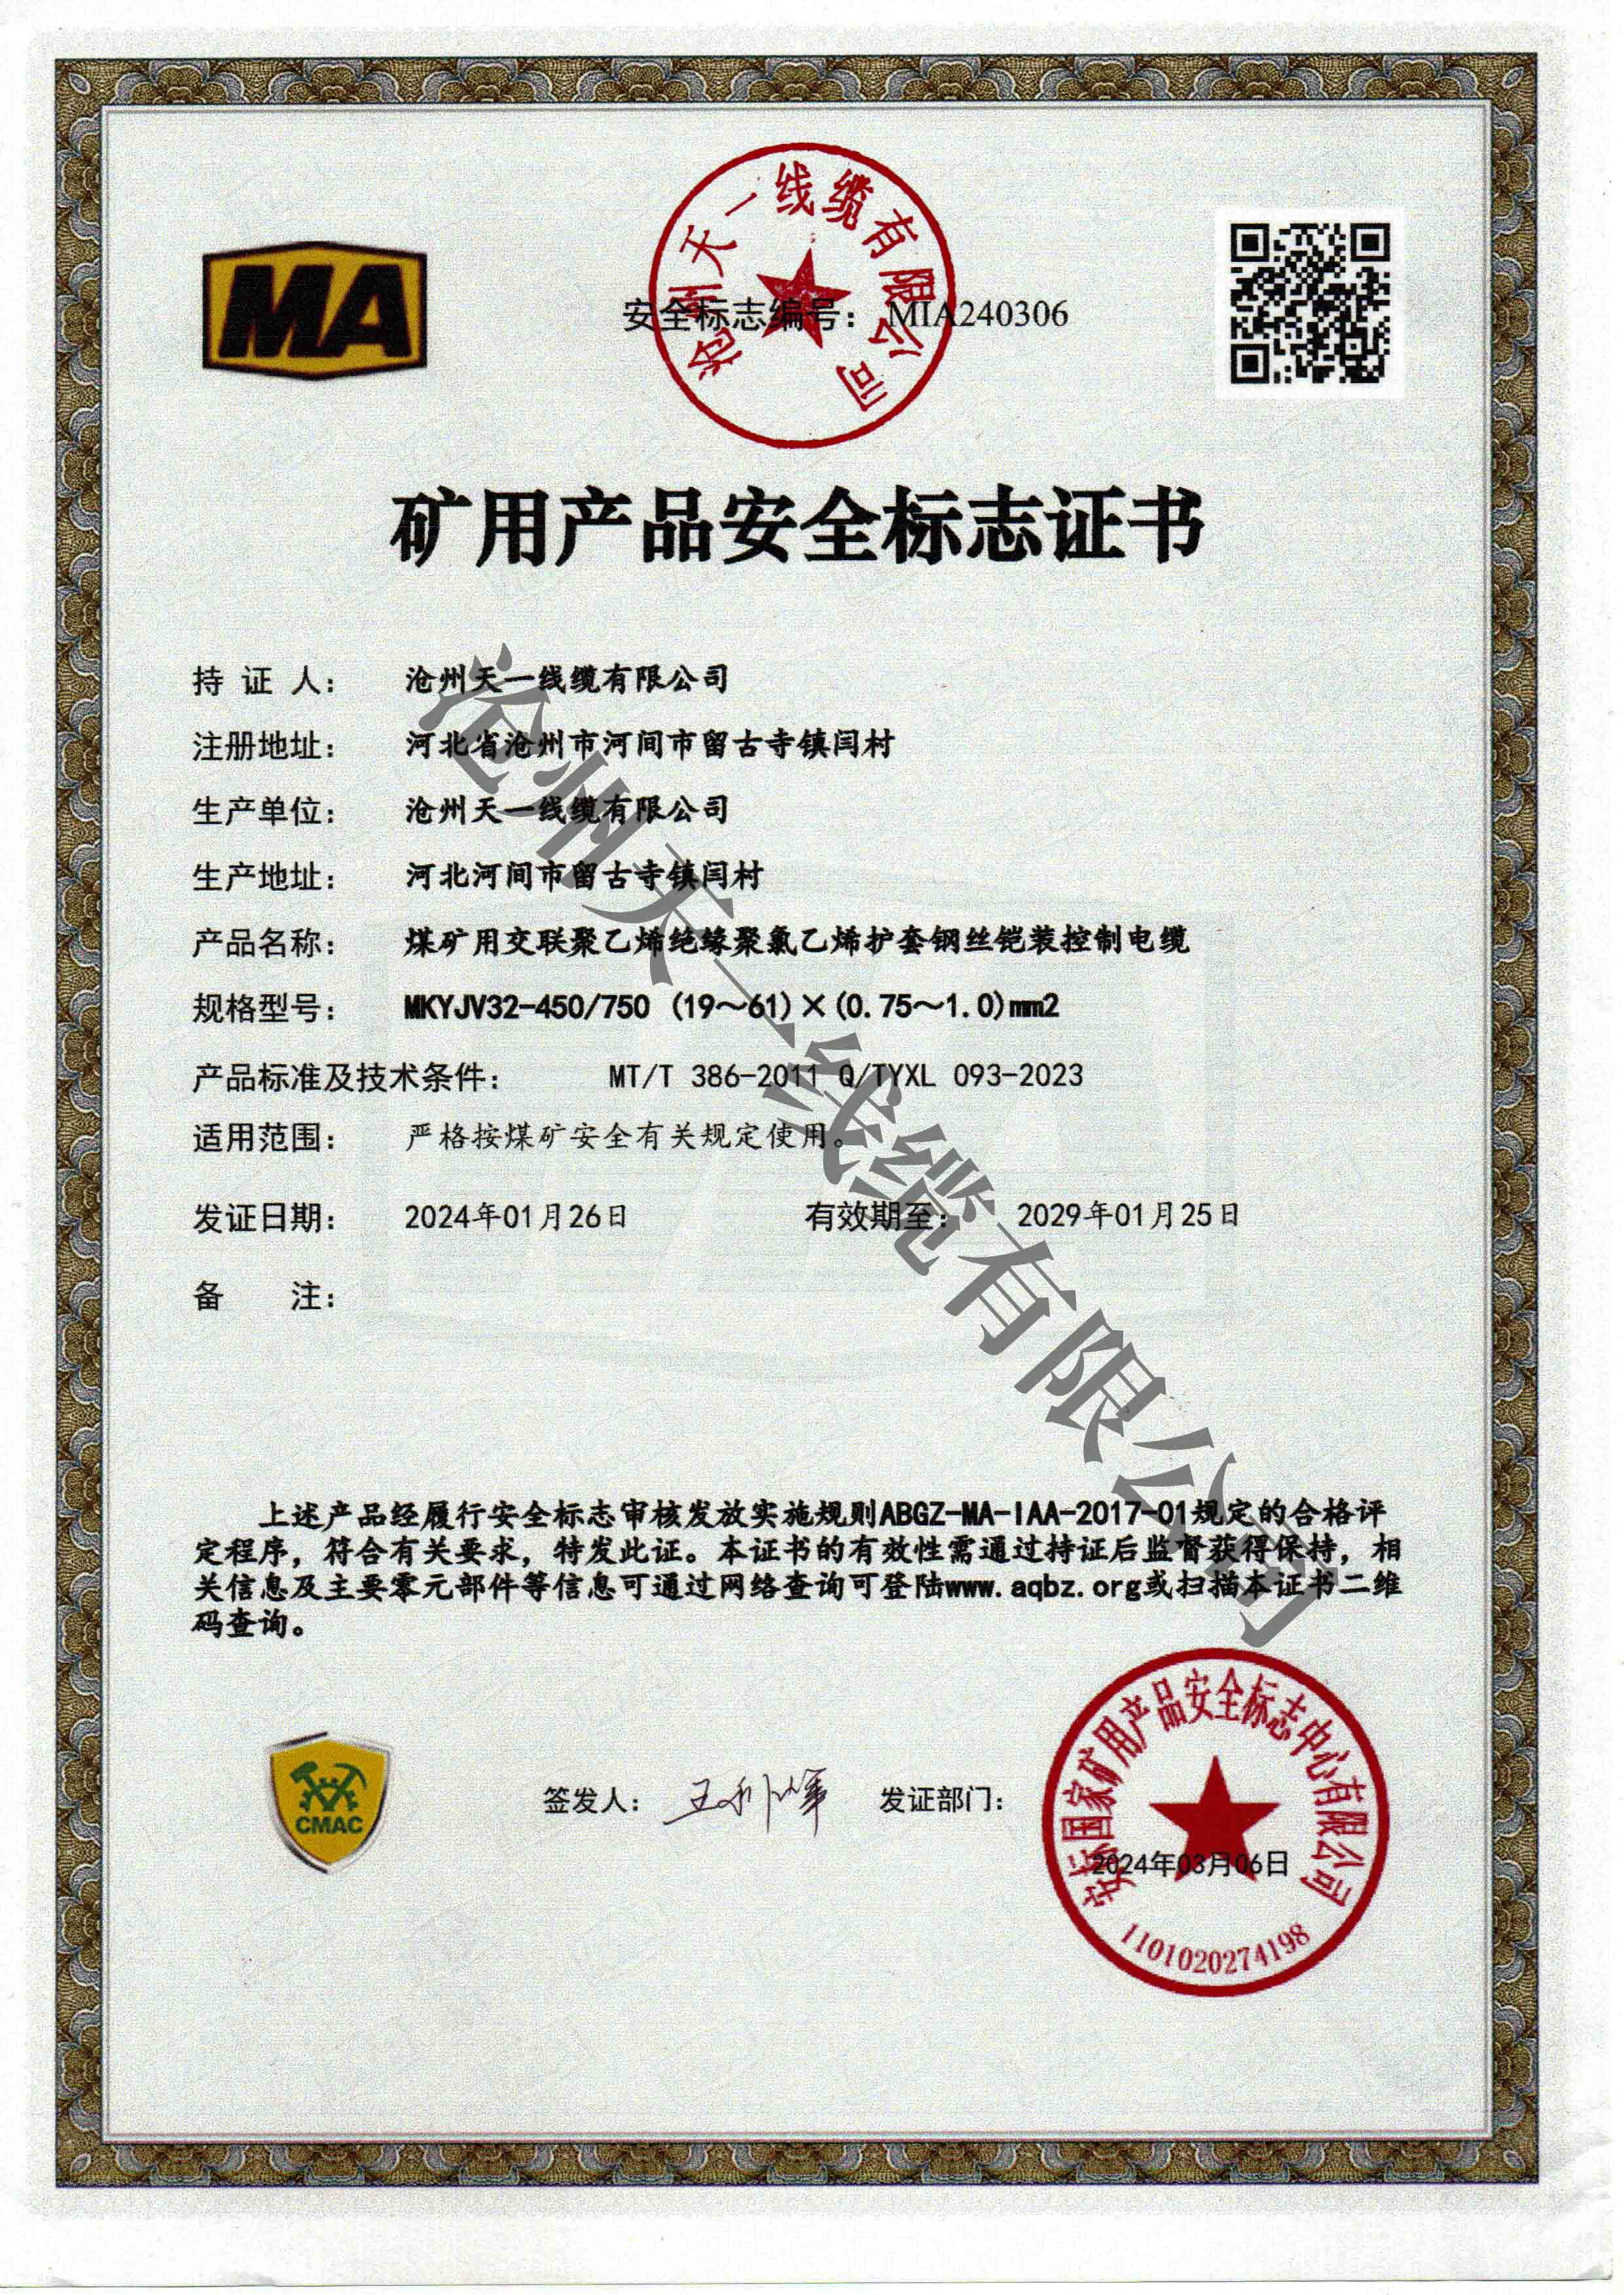 MA
沧州天一线缆有限公司
安全标志编号： MIA240306
矿用产品安全标志证书
持 证 人： 沧州天一线缆有限公司
注册地址： 河北省沧州市河间市留古寺镇闫村
生产单位： 沧州天一线缆有限公司
生产地址： 河北河间市留古寺镇闫村
产品名称： 煤矿用交联聚乙烯绝缘聚氯乙烯护套钢丝铠装控制电缆
规格型号： MKYJV32-450/750 (19～61)×(0.75～1.0)mm2
产品标准及技术条件： MT/T 386-2011 Q/TYXL 093-2023
适用范围： 严格按煤矿安全有关规定使用。
发证日期： 2024年01月26日 有效期至： 2029年01月25日
备 注：
沧州天一线缆有限公司
上述产品经履行安全标志审核发放实施规则ABGZ-MA-IAA-2017-01规定的合格评
定程序，符合有关要求，特发此证。本证书的有效性需通过持证后监督获得保持，相
关信息及主要零元部件等信息可通过网络查询可登陆www.aqbz.org或扫描本证书二维
码查询。
CMAC
签发人： 发证部门：
安标国家矿用产品安全标志中心有限公司
2024年03月06日
1101020274198